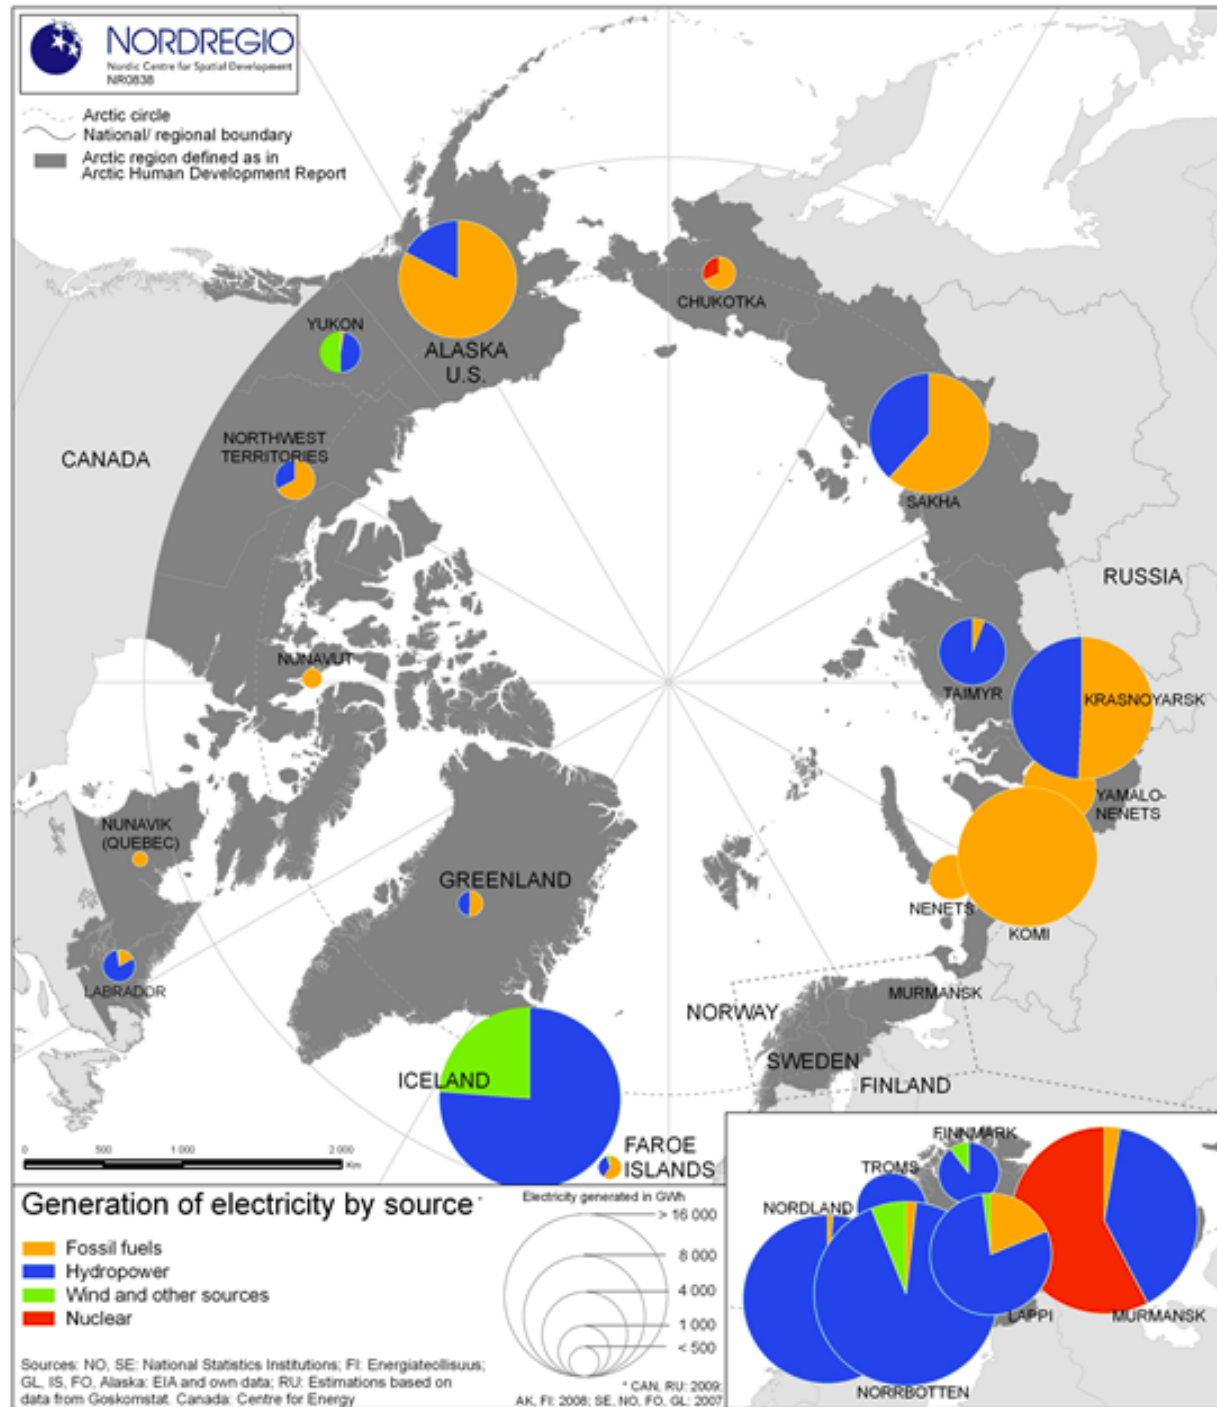 NORDREGIO
Nordic Centre for Spatial Development
NR0838
Arctic circle
National/ regional boundary
Arctic region defined as in
Arctic Human Development Report
CHUKOTKA
YUKON
ALASKA
U.S.
NORTHWEST
TERRITORIES
CANADA
SAKHA
RUSSIA
NUNAVUT
TAIMYR
KRASNOYARSK
YAMALO-
NENETS
NUNAVIK
(QUEBEC)
GREENLAND
NENETS
KOMI
LABRADOR
MURMANSK
NORWAY
SWEDEN
FINLAND
ICELAND
FAROE
ISLANDS
0 500 1 000 2 000
Km
Generation of electricity by source *
Fossil fuels
Hydropower
Wind and other sources
Nuclear
Sources: NO, SE: National Statistics Institutions; FI: Energiateollisuus;
GL, IS, FO, Alaska: EIA and own data; RU: Estimations based on
data from Goskomstat. Canada: Centre for Energy
Electricity generated in GWh
> 16 000
8 000
4 000
1 000
< 500
* CAN, RU: 2009;
AK, FI: 2008; SE, NO, FO, GL: 2007
FINNMARK
TROMS
NORDLAND
LAPPI
MURMANSK
NORRBOTTEN